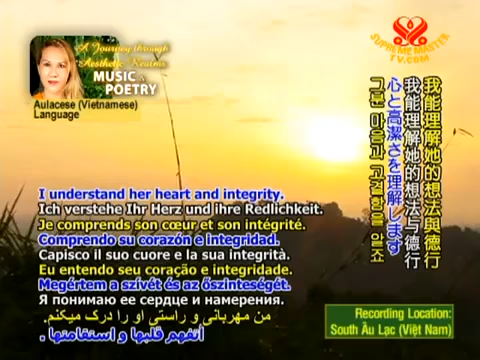 A Journey through
Aesthetic Realms
MUSIC &
POETRY
Aulacese (Vietnamese)
Language
SUPREME MASTER
TV.COM
我能理解她的想法與德行
我能理解她的想法与德行
心と高潔さを理解します
그분 마음과 고결함을 알소
I understand her heart and integrity.
Ich verstehe Ihr Herz und ihre Redlichkeit.
Je comprends son cœur et son intégrité.
Comprendo su corazón e integridad.
Capisco il suo cuore e la sua integrità.
Eu entendo seu coração e integridade.
Megértem a szívét és az őszinteségét.
Я понимаю ее сердце и намерения.
من مهربانی و راستی او را درک میکنم.
أتفهم قلبها و استقامتها .
Recording Location:
South Âu Lạc (Việt Nam)